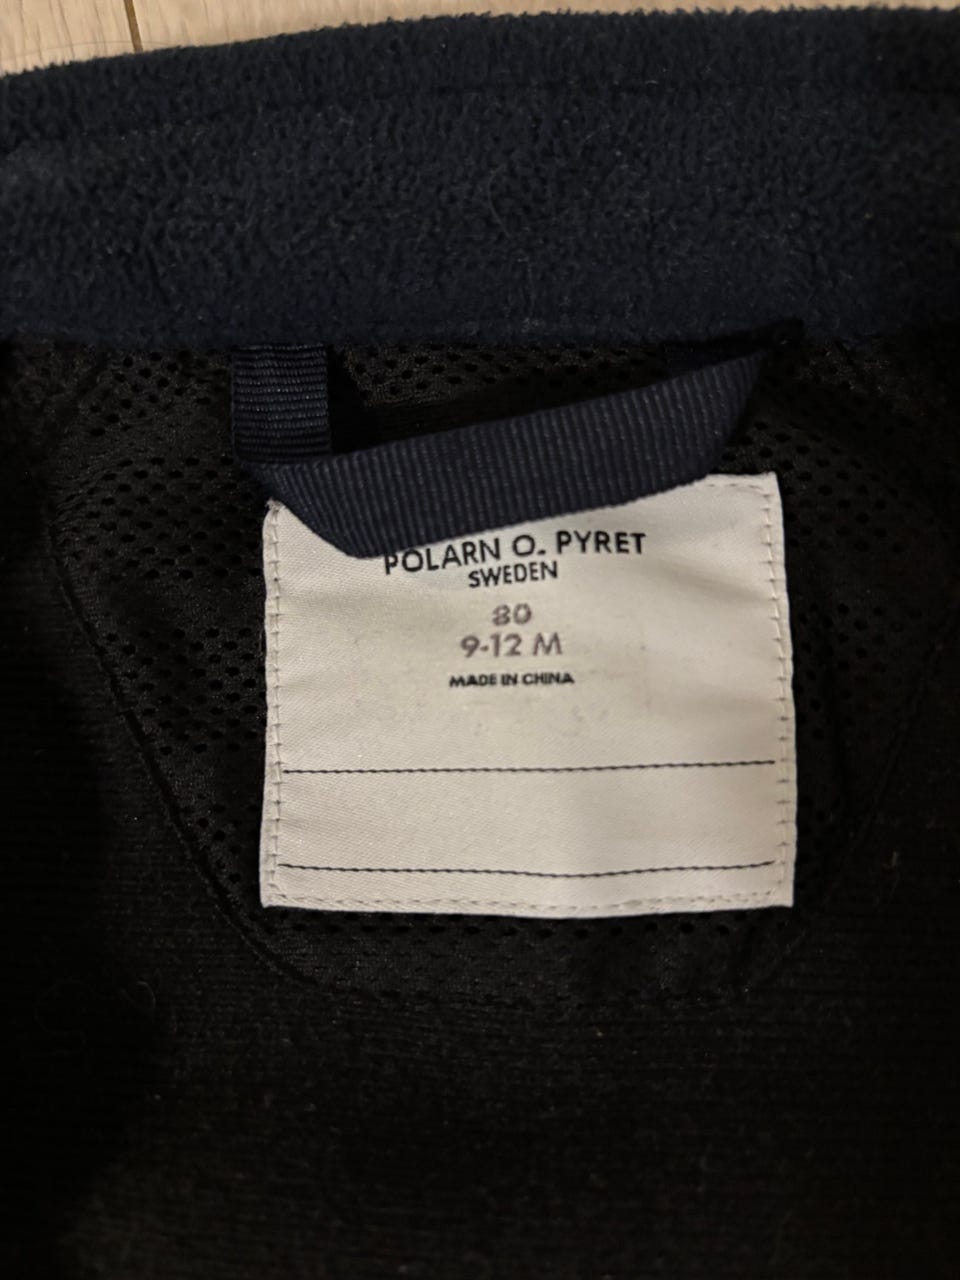 POLARN O. PYRET
SWEDEN
80
9-12 M
MADE IN CHINA